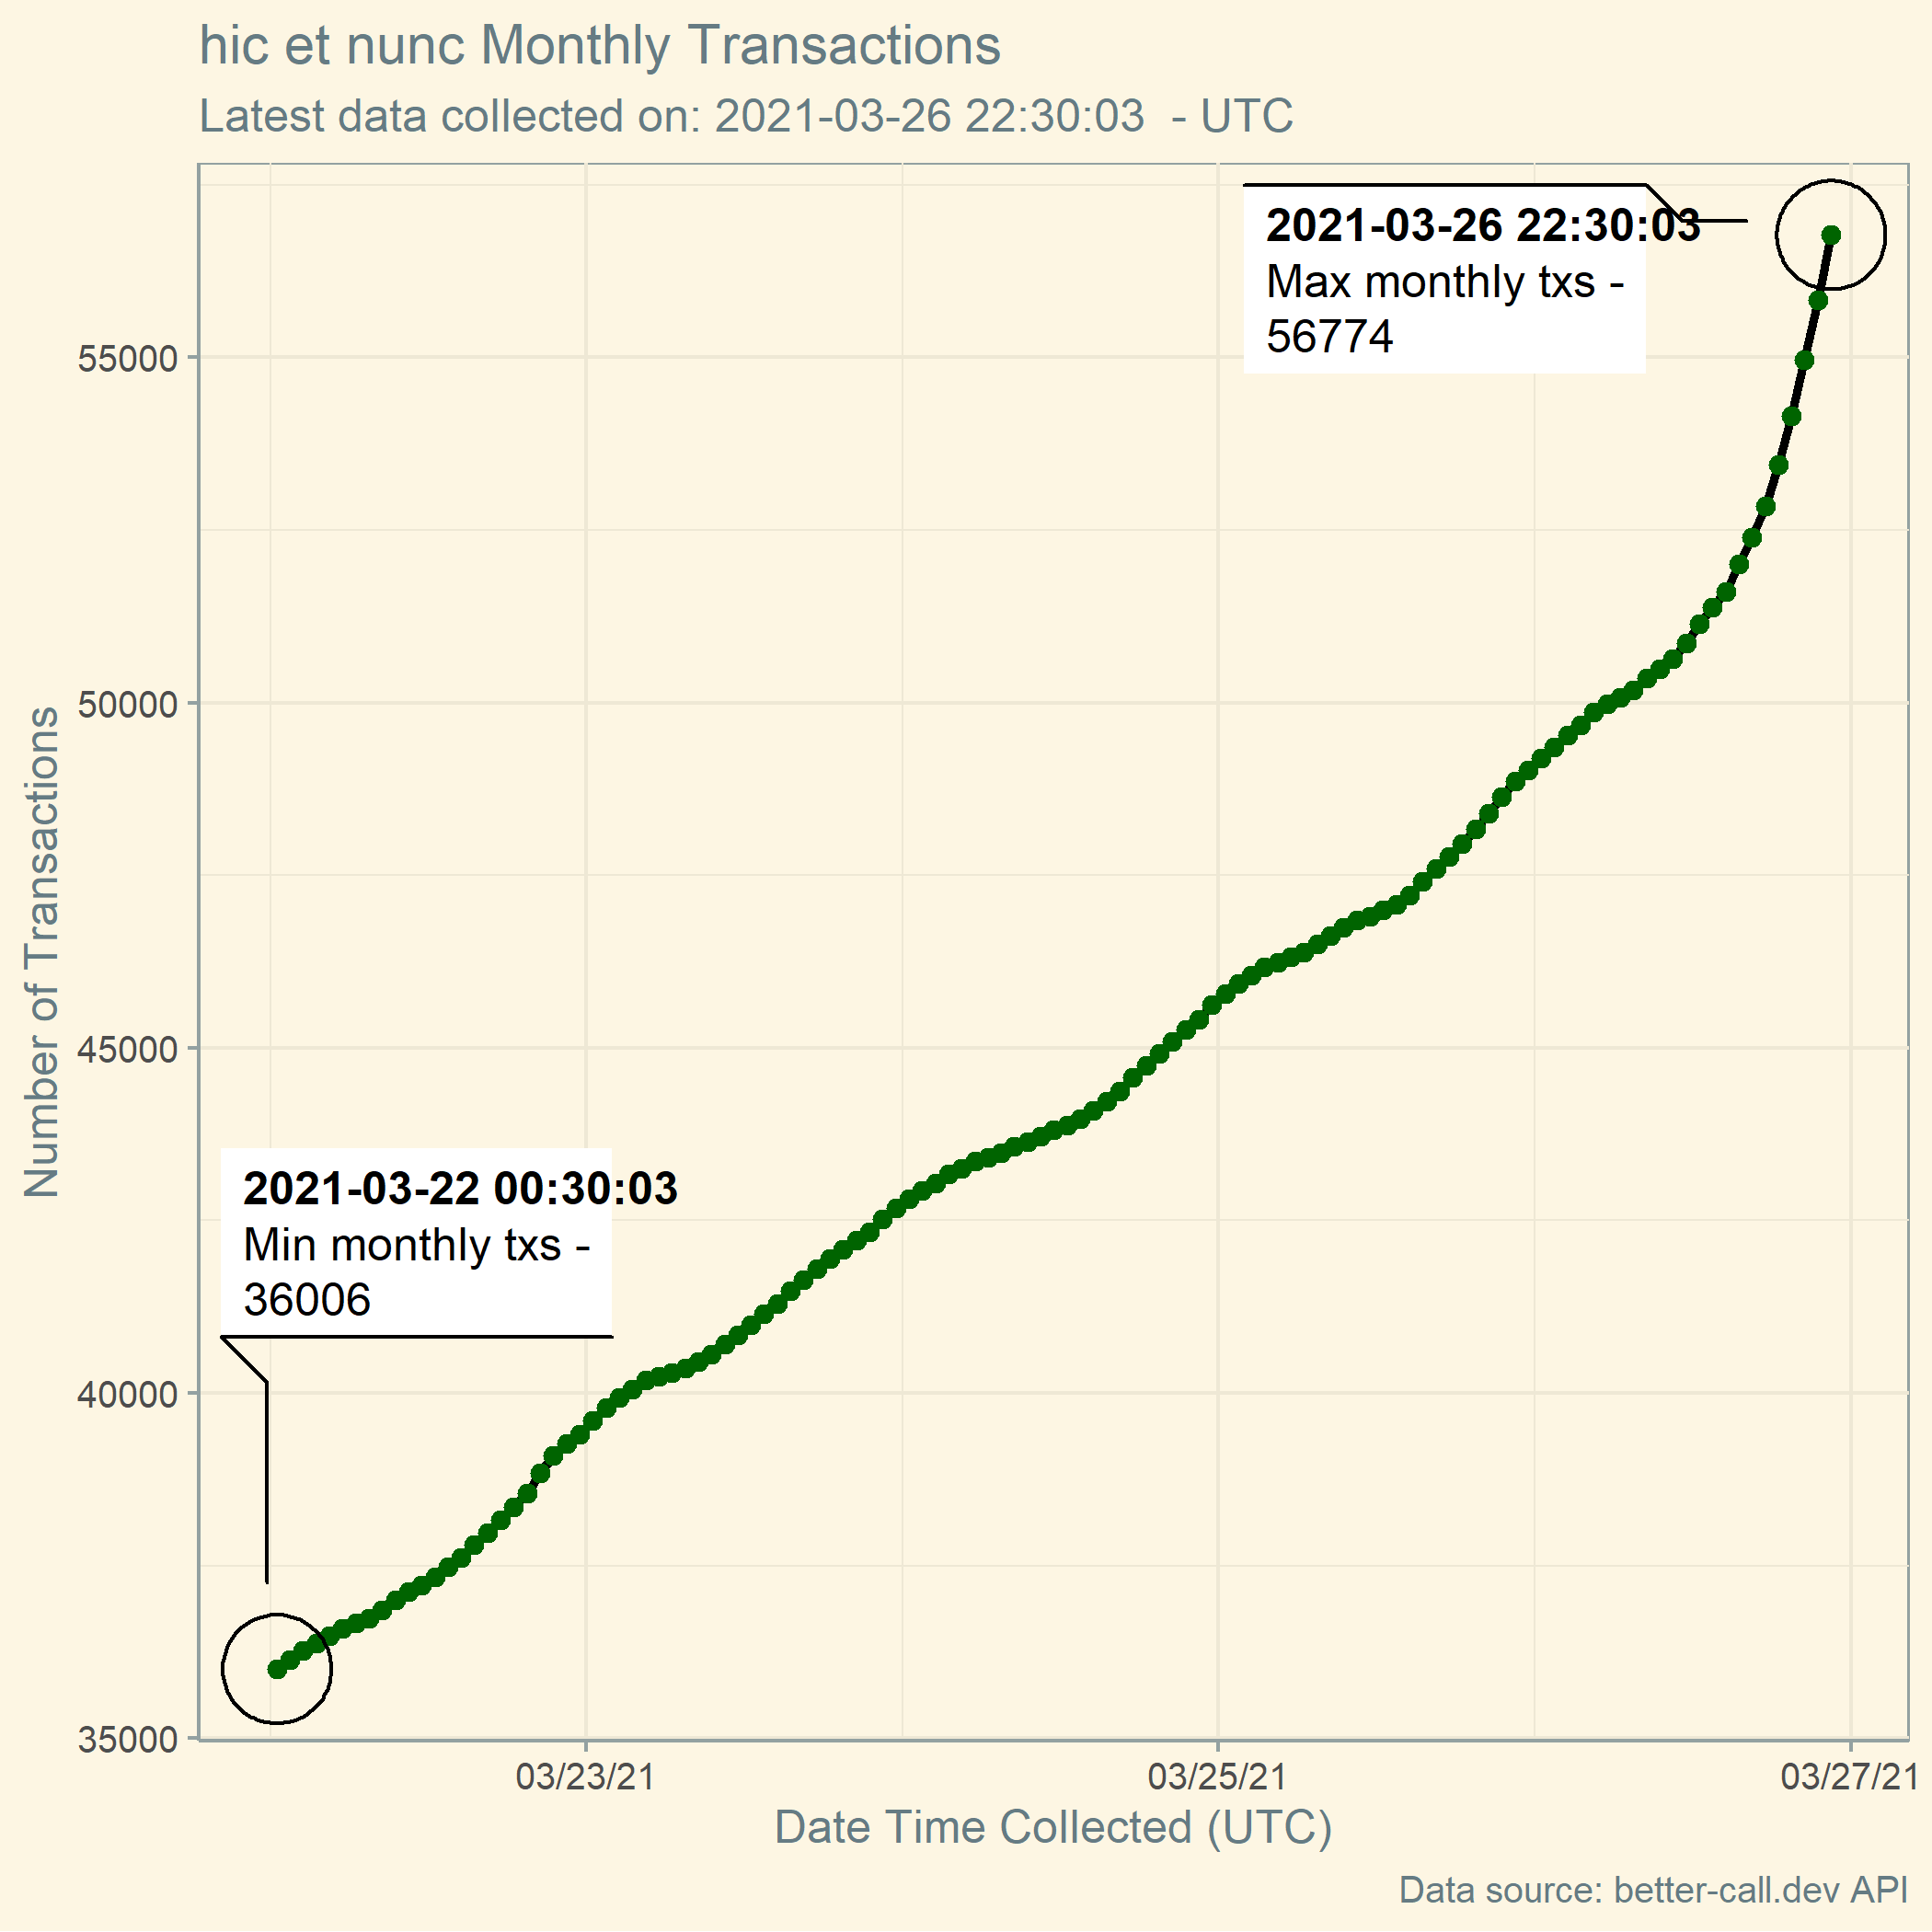 hic et nunc Monthly Transactions
Latest data collected on: 2021-03-26 22:30:03  - UTC
2021-03-26 22:30:03
Max monthly txs -
56774
55000
50000
45000
40000
35000
Number of Transactions
2021-03-22 00:30:03
Min monthly txs -
36006
03/23/21
03/25/21
03/27/21
Date Time Collected (UTC)
Data source: better-call.dev API